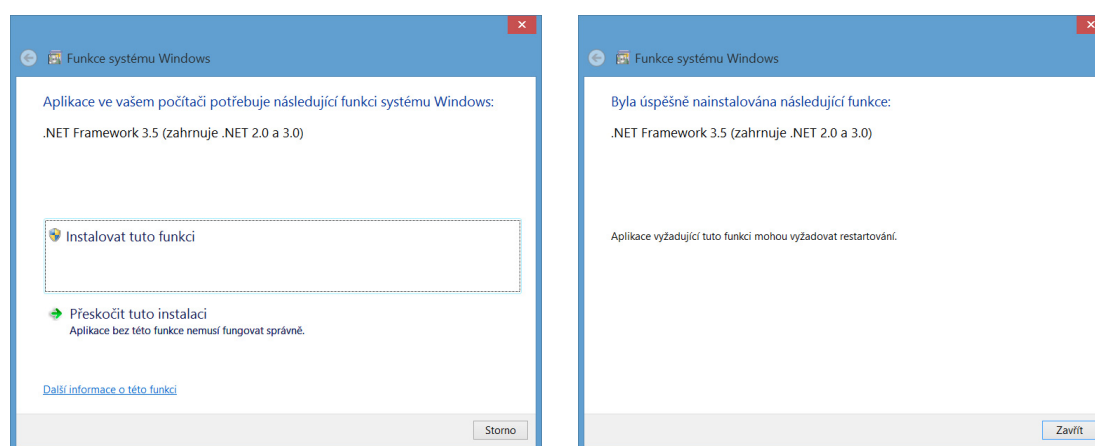 Funkce systému Windows
Aplikace ve vašem počítači potřebuje následující funkci systému Windows:
.NET Framework 3.5 (zahrnuje .NET 2.0 a 3.0)
Instalovat tuto funkci
Přeskočit tuto instalaci
Aplikace bez této funkce nemusí fungovat správně.
Další informace o této funkci
Storno
Funkce systému Windows
Byla úspěšně nainstalována následující funkce:
.NET Framework 3.5 (zahrnuje .NET 2.0 a 3.0)
Aplikace vyžadující tuto funkci mohou vyžadovat restartování.
Zavřít